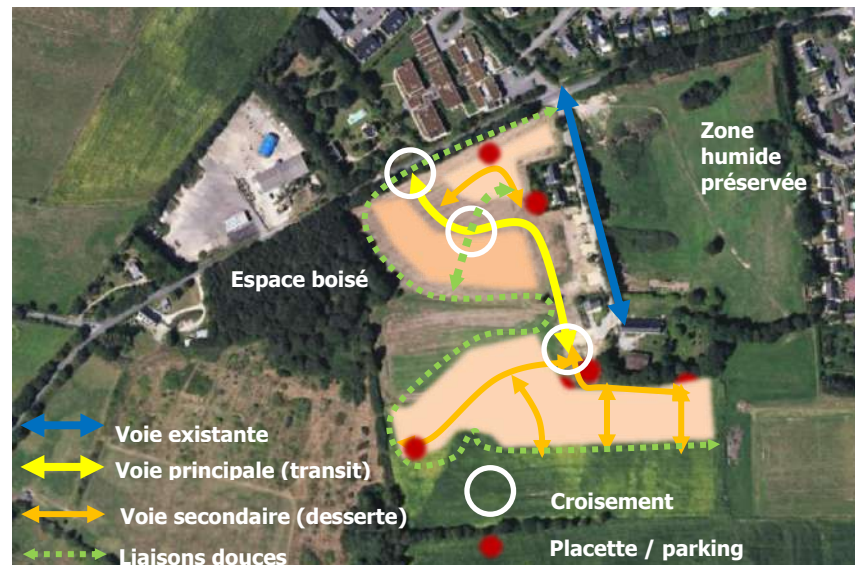 Zone
humide
préservée
Espace boisé
Voie existante
Voie principale (transit)
Voie secondaire (desserte)
Liaisons douces
Croisement
Placette / parking